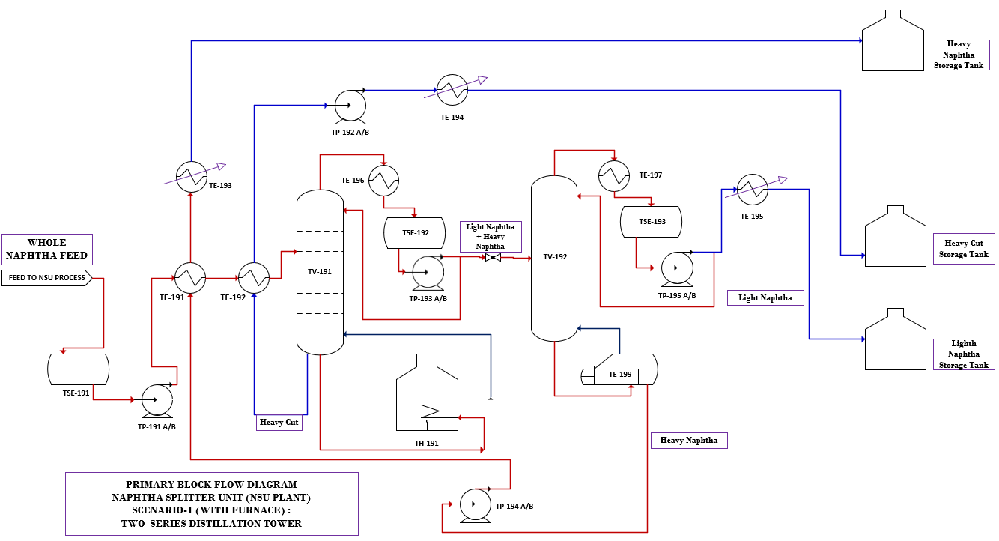 Heavy
Naphtha
Storage Tank
TE-194
TP-192 A/B
TE-193
TE-196
TE-197
TE-195
TSE-192
TSE-193
Light Naphtha
+ Heavy
Naphtha
WHOLE
NAPHTHA FEED
FEED TO NSU PROCESS
Heavy Cut
Storage Tank
TV-191
TV-192
TE-191
TE-192
TP-193 A/B
TP-195 A/B
Light Naphtha
Lighth
Naphtha
Storage Tank
TSE-191
TE-199
TP-191 A/B
Heavy Cut
TH-191
Heavy Naphtha
PRIMARY BLOCK FLOW DIAGRAM
NAPHTHA SPLITTER UNIT (NSU PLANT)
SCENARIO-1 (WITH FURNACE) :
TWO SERIES DISTILLATION TOWER
TP-194 A/B